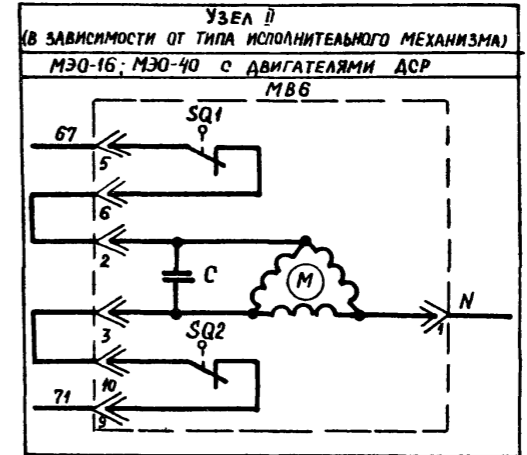 УЗЕЛ II
(В ЗАВИСИМОСТИ ОТ ТИПА ИСПОЛНИТЕЛЬНОГО МЕХАНИЗМА)
МЭО-16; МЭО-40 С ДВИГАТЕЛЯМИ ДСР
МВ6
SQ1
67
5
6
2
C
М
N
1
3
SQ2
10
71
9